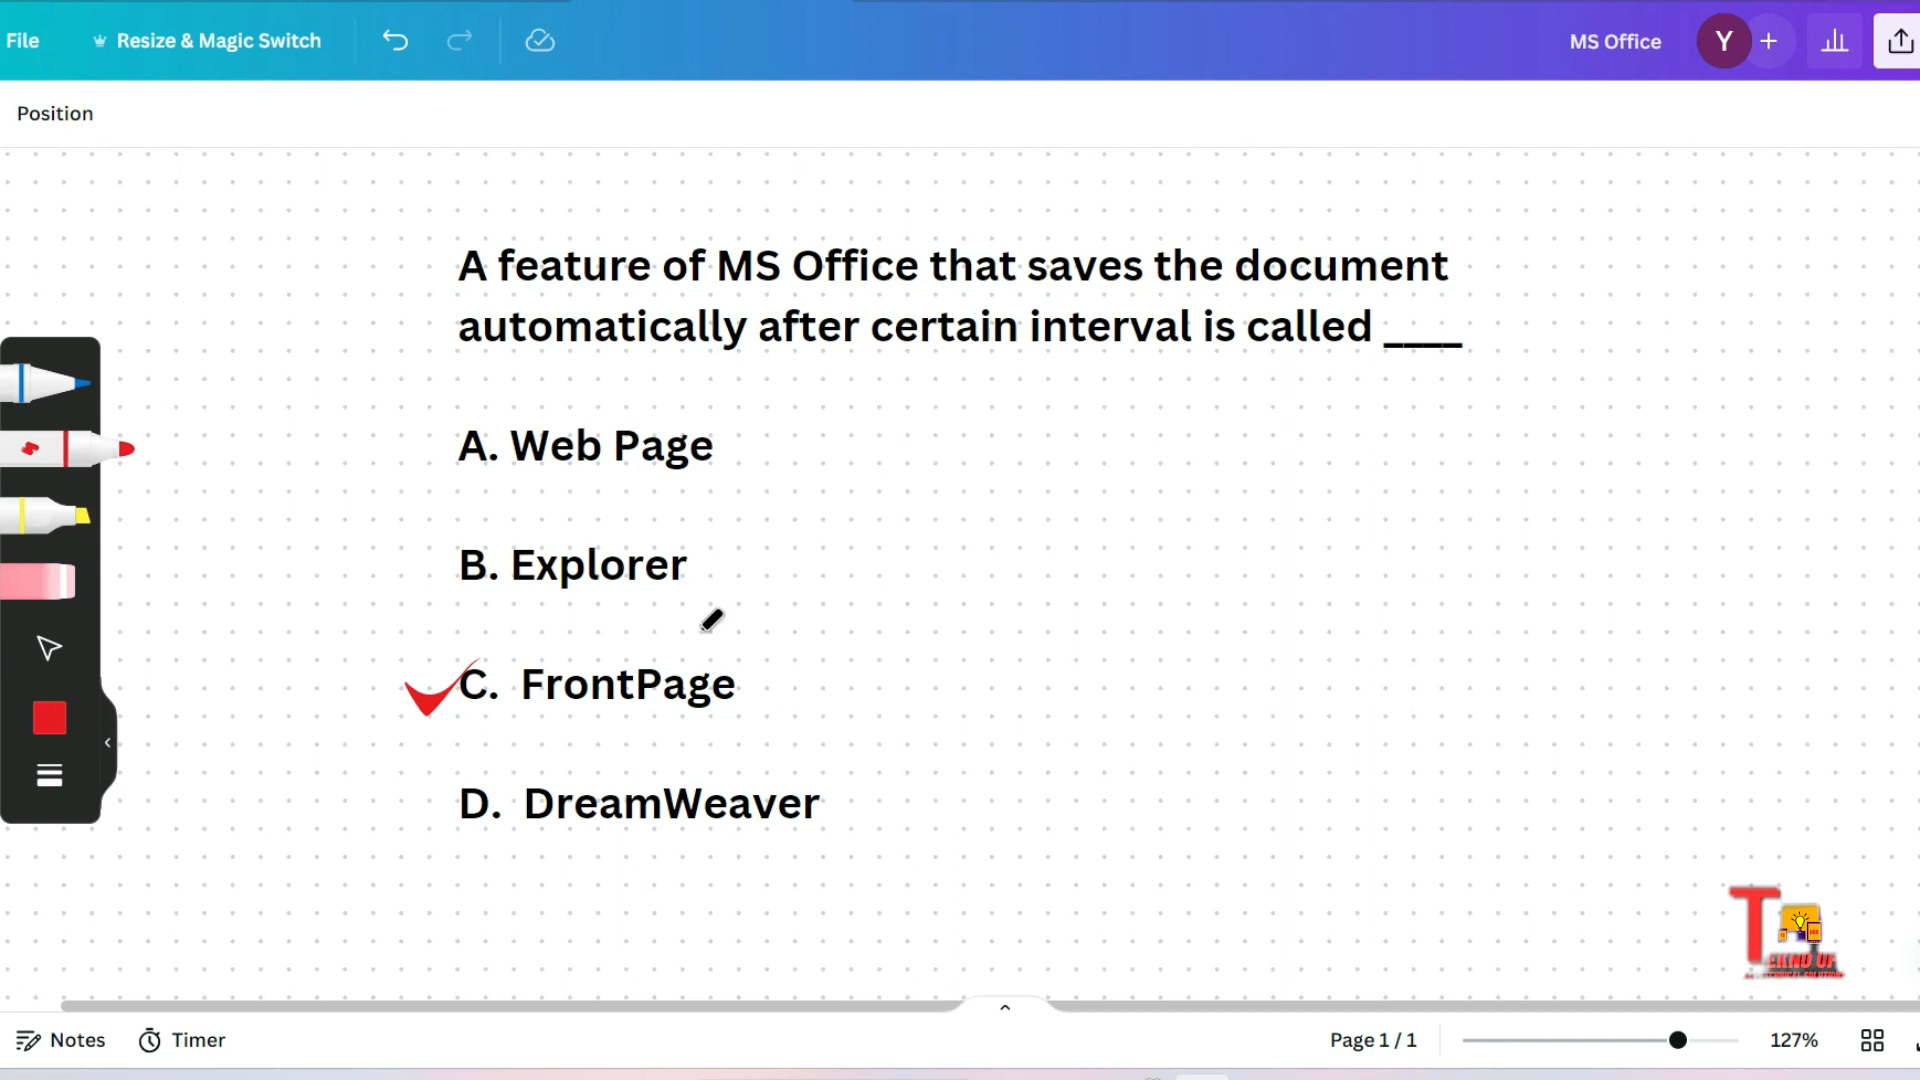 File
Resize & Magic Switch
MS Office
Y
Position
A feature of MS Office that saves the document
automatically after certain interval is called ____
A. Web Page
B. Explorer
C. FrontPage
D. DreamWeaver
Notes
Timer
Page 1 / 1
127%